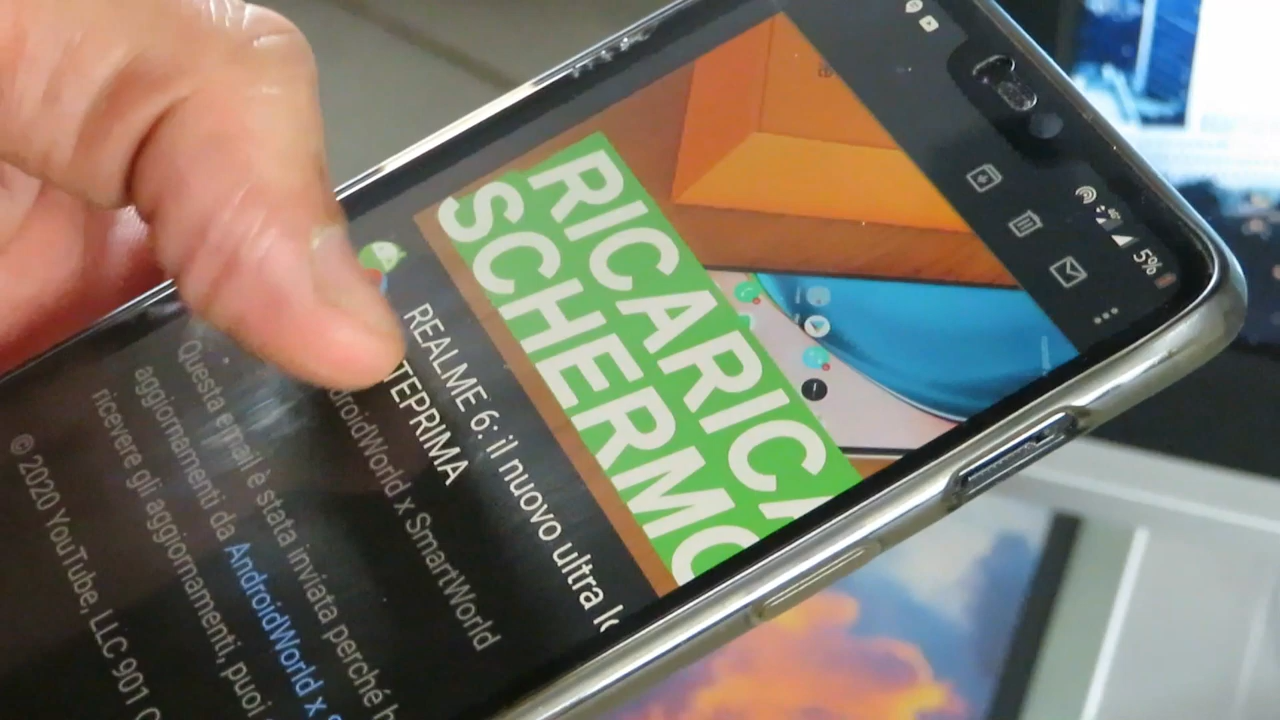 5%
RICARICA
SCHERMO
REALME 6: il nuovo ultra
TEPRIMA
AndroidWorld x SmartWorld
Questa email è stata inviata perché
aggiornamenti da AndroidWorld x
ricevere gli aggiornamenti, puoi
© 2020 YouTube, LLC 901